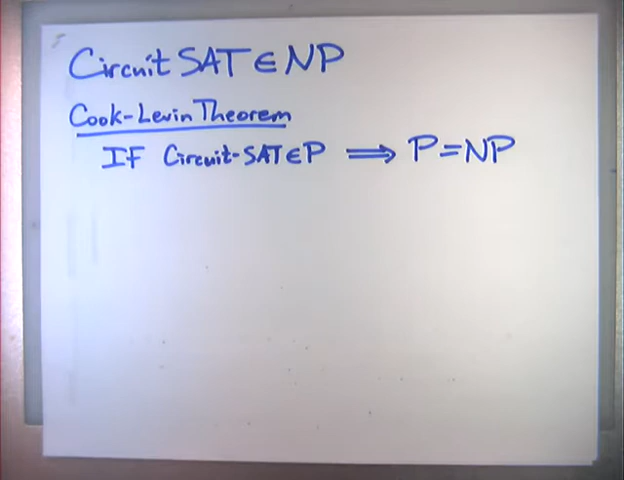 Circuit SAT ∈ NP
Cook-Levin Theorem
IF Circuit-SAT ∈ P ⟹ P=NP